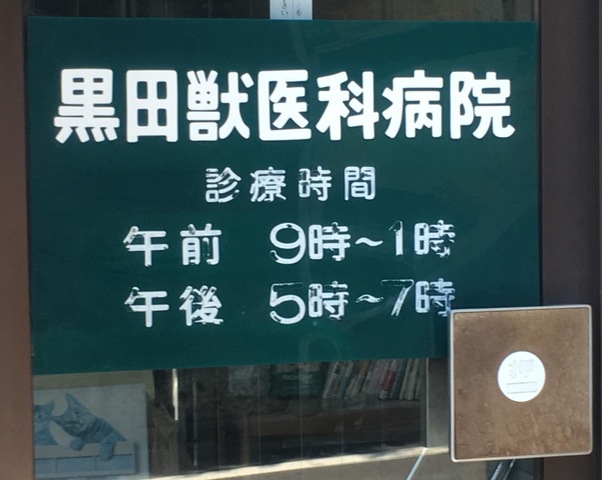 黒田獣医科病院
診療時間
午前 9時~1時
午後 5時~7時